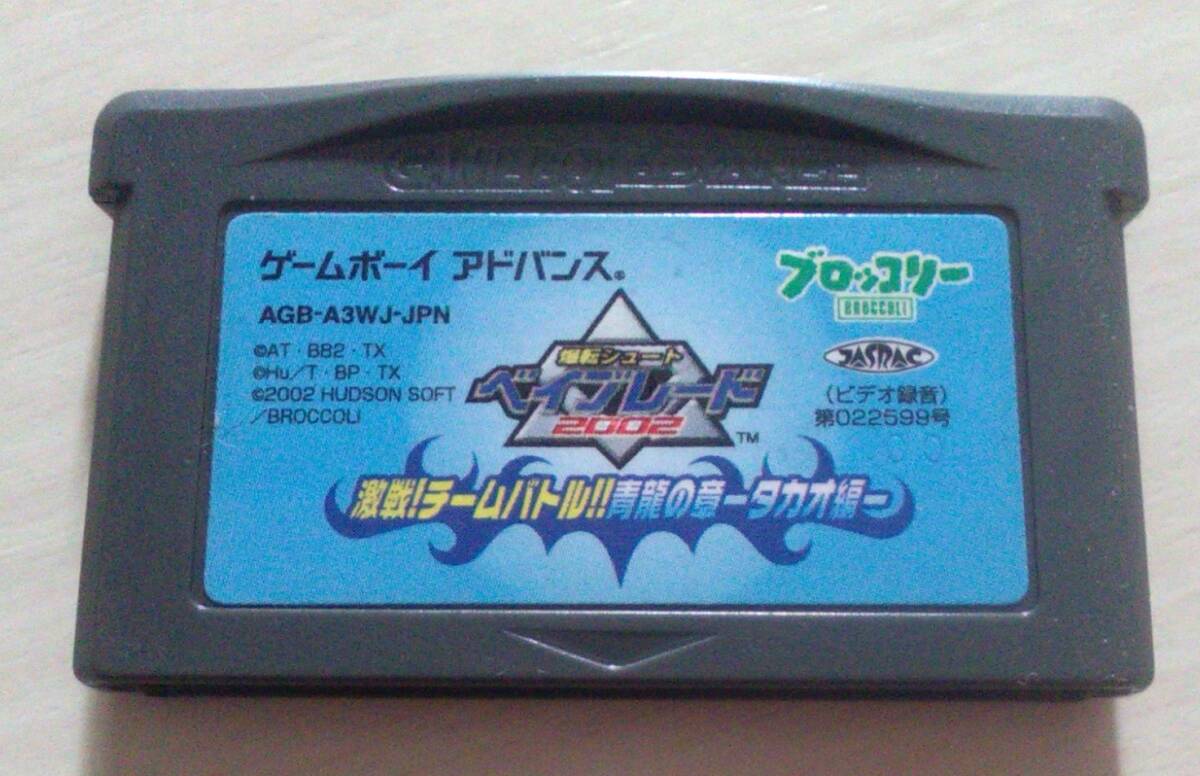 GAME BOY ADVANCE
ゲームボーイ アドバンス®
AGB-A3WJ-JPN
©AT・BB2・TX
©Hu/T・BP・TX
©2002 HUDSON SOFT
/BROCCOLI
ブロッコリー
BROCCOLI
JASRAC
(ビデオ録音)
第022599号
爆転シュート
ベイブレード
2002
TM
激戦!チームバトル!!青龍の章-タカオ編-